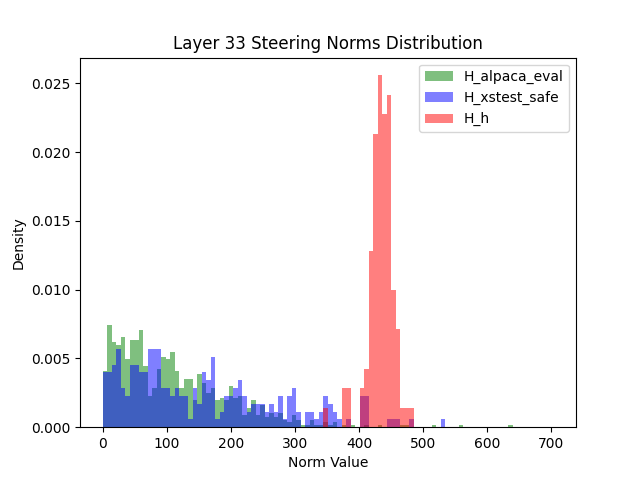 Layer 33 Steering Norms Distribution
H_alpaca_eval
H_xstest_safe
H_h
0.025
0.020
0.015
0.010
0.005
0.000
Density
0 100 200 300 400 500 600 700
Norm Value